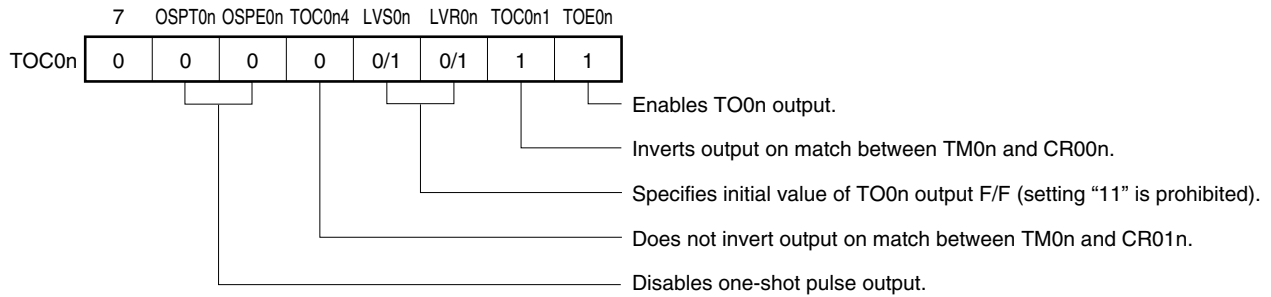 7 OSPT0n OSPE0n TOC0n4 LVS0n LVR0n TOC0n1 TOE0n
TOC0n 0 0 0 0 0/1 0/1 1 1
Enables TO0n output.
Inverts output on match between TM0n and CR00n.
Specifies initial value of TO0n output F/F (setting “11” is prohibited).
Does not invert output on match between TM0n and CR01n.
Disables one-shot pulse output.